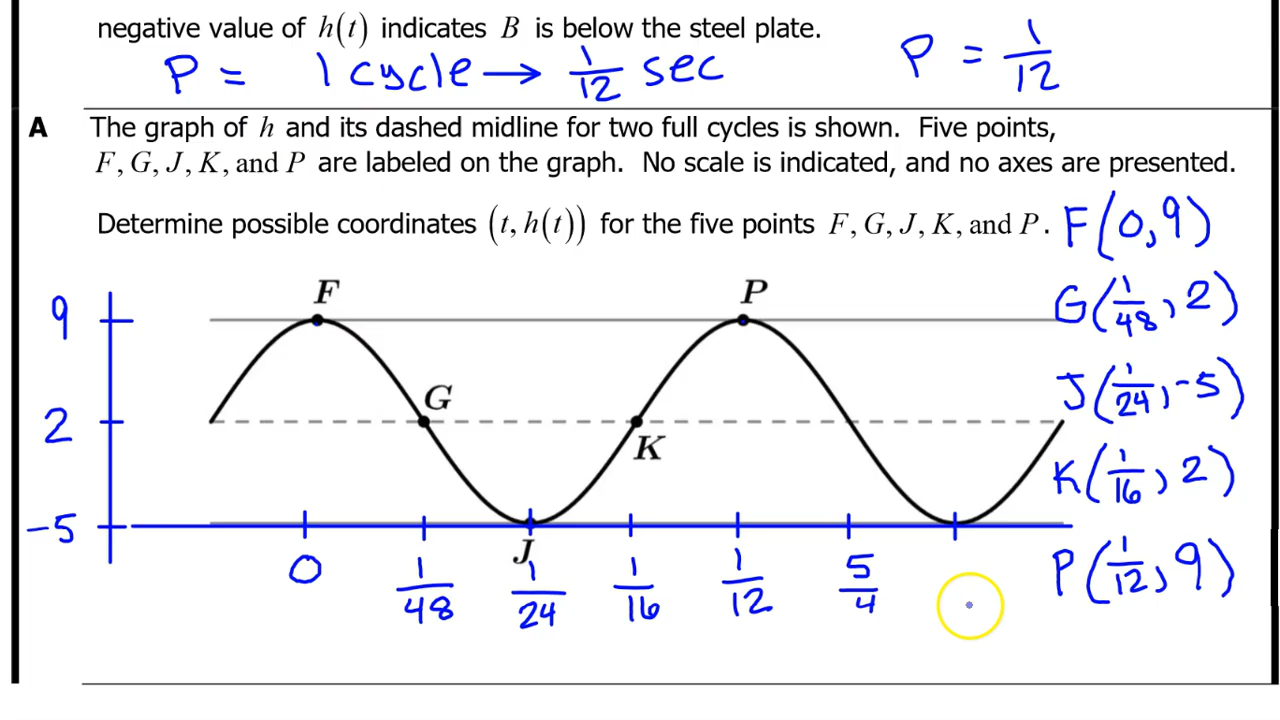 negative value of h(t) indicates B is below the steel plate.
P = 1 cycle → 1/12 sec P = 1/12
A The graph of h and its dashed midline for two full cycles is shown. Five points,
F, G, J, K, and P are labeled on the graph. No scale is indicated, and no axes are presented.
Determine possible coordinates (t, h(t)) for the five points F, G, J, K, and P. F(0,9)
F P
9 G(1/48, 2)
G J(1/24, -5)
2
K K(1/16, 2)
-5
J
0 1/48 1/24 1/16 1/12 5/4 P(1/12, 9)